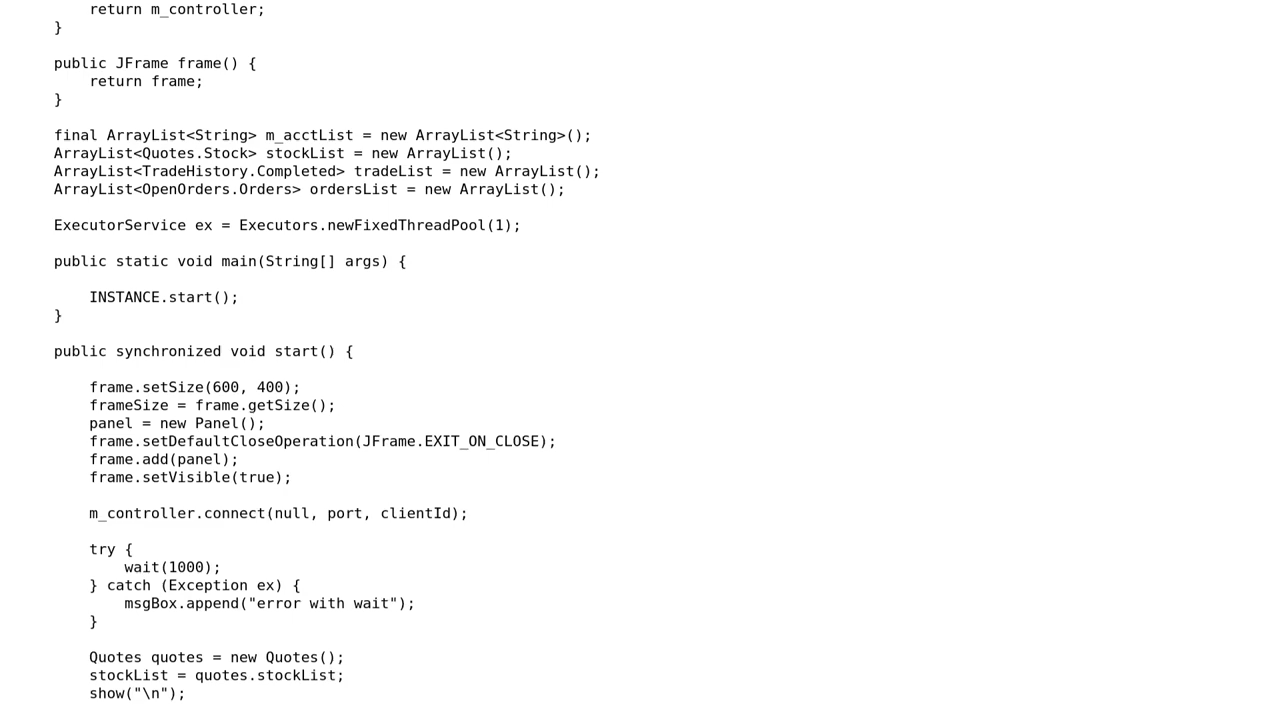 return m_controller;
}
public JFrame frame() {
return frame;
}
final ArrayList<String> m_acctList = new ArrayList<String>();
ArrayList<Quotes.Stock> stockList = new ArrayList();
ArrayList<TradeHistory.Completed> tradeList = new ArrayList();
ArrayList<OpenOrders.Orders> ordersList = new ArrayList();
ExecutorService ex = Executors.newFixedThreadPool(1);
public static void main(String[] args) {
INSTANCE.start();
}
public synchronized void start() {
frame.setSize(600, 400);
frameSize = frame.getSize();
panel = new Panel();
frame.setDefaultCloseOperation(JFrame.EXIT_ON_CLOSE);
frame.add(panel);
frame.setVisible(true);
m_controller.connect(null, port, clientId);
try {
wait(1000);
} catch (Exception ex) {
msgBox.append("error with wait");
}
Quotes quotes = new Quotes();
stockList = quotes.stockList;
show("\n");